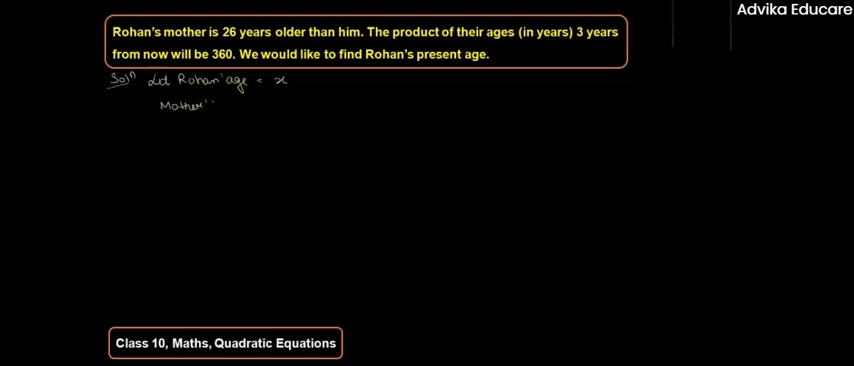 Advika Educare
Rohan's mother is 26 years older than him. The product of their ages (in years) 3 years
from now will be 360. We would like to find Rohan's present age.
Soln Let Rohan' age = x
Mother'
Class 10, Maths, Quadratic Equations